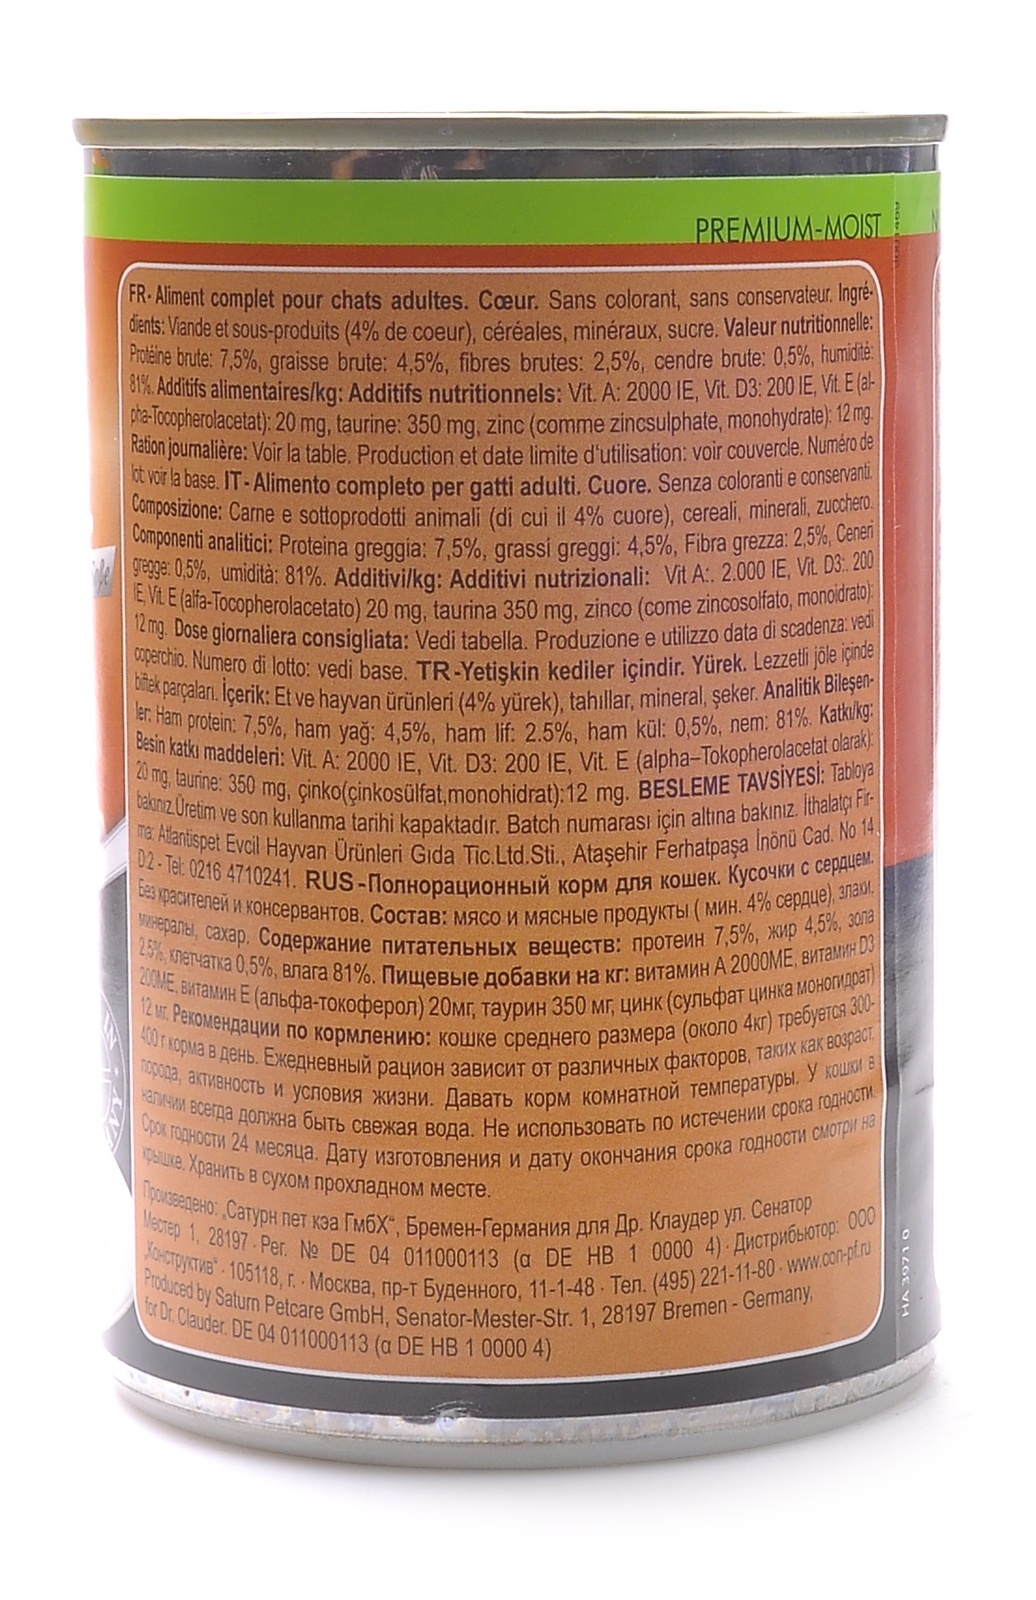 PREMIUM-MOIST
FR- Aliment complet pour chats adultes. Cœur. Sans colorant, sans conservateur. Ingré-
dients: Viande et sous-produits (4% de coeur), céréales, minéraux, sucre. Valeur nutritionnelle:
Protéine brute: 7,5%, graisse brute: 4,5%, fibres brutes: 2,5%, cendre brute: 0,5%, humidité:
81%. Additifs alimentaires/kg: Additifs nutritionnels: Vit. A: 2000 IE, Vit. D3: 200 IE, Vit. E (al-
pha-Tocopherolacetat): 20 mg, taurine: 350 mg, zinc (comme zincsulphate, monohydrate): 12 mg.
Ration journalière: Voir la table. Production et date limite d'utilisation: voir couvercle. Numéro de
lot: voir la base. IT - Alimento completo per gatti adulti. Cuore. Senza coloranti e conservanti.
Composizione: Carne e sottoprodotti animali (di cui il 4% cuore), cereali, minerali, zucchero.
Componenti analitici: Proteina greggia: 7,5%, grassi greggi: 4,5%, Fibra grezza: 2,5%, Ceneri
gregge: 0,5%, umidità: 81%. Additivi/kg: Additivi nutrizionali: Vit A:. 2.000 IE, Vit. D3:. 200
IE, Vit. E (alfa-Tocopherolacetato) 20 mg, taurina 350 mg, zinco (come zincosolfato, monoidrato):
12 mg. Dose giornaliera consigliata: Vedi tabella. Produzione e utilizzo data di scadenza: vedi
coperchio. Numero di lotto: vedi base. TR -Yetişkin kediler içindir. Yürek. Lezzetli jöle içinde
biftek parçaları. İçerik: Et ve hayvan ürünleri (4% yürek), tahıllar, mineral, şeker. Analitik Bileşen-
ler: Ham protein: 7,5%, ham yağ: 4,5%, ham lif: 2.5%, ham kül: 0,5%, nem: 81%. Katkı/kg:
Besin katkı maddeleri: Vit. A: 2000 IE, Vit. D3: 200 IE, Vit. E (alpha–Tokopherolacetat olarak):
20 mg, taurine: 350 mg, çinko(çinkosülfat,monohidrat):12 mg. BESLEME TAVSİYESİ: Tabloya
bakınız.Üretim ve son kullanma tarihi kapaktadır. Batch numarası için altına bakınız. İthalatçı Fir-
ma: Atlantispet Evcil Hayvan Ürünleri Gıda Tic.Ltd.Sti., Ataşehir Ferhatpaşa İnönü Cad. No 14
D:2 - Tel: 0216 4710241. RUS -Полнорационный корм для кошек. Кусочки с сердцем.
Без красителей и консервантов. Состав: мясо и мясные продукты ( мин. 4% сердце), злаки,
минералы, сахар. Содержание питательных веществ: протеин 7,5%, жир 4,5%, зола
2,5%, клетчатка 0,5%, влага 81%. Пищевые добавки на кг: витамин А 2000МЕ, витамин D3
200МЕ, витамин Е (альфа-токоферол) 20мг, таурин 350 мг, цинк (сульфат цинка моногидрат)
12 мг. Рекомендации по кормлению: кошке среднего размера (около 4кг) требуется 300-
400 г корма в день. Ежедневный рацион зависит от различных факторов, таких как возраст,
порода, активность и условия жизни. Давать корм комнатной температуры. У кошки в
наличии всегда должна быть свежая вода. Не использовать по истечении срока годности.
Срок годности 24 месяца. Дату изготовления и дату окончания срока годности смотри на
крышке. Хранить в сухом прохладном месте.
Произведено: „Сатурн пет кэа ГмбХ“, Бремен-Германия для Др. Клаудер ул. Сенатор
Местер 1, 28197 · Рег. № DE 04 011000113 (α DE HB 1 0000 4) · Дистрибьютор: ООО
„Конструктив“ · 105118, г. · Москва, пр-т Буденного, 11-1-48 · Тел. (495) 221-11-80 · www.con-pf.ru
Produced by Saturn Petcare GmbH, Senator-Mester-Str. 1, 28197 Bremen - Germany,
for Dr. Clauder. DE 04 011000113 (α DE HB 1 0000 4)
HA 3971 0